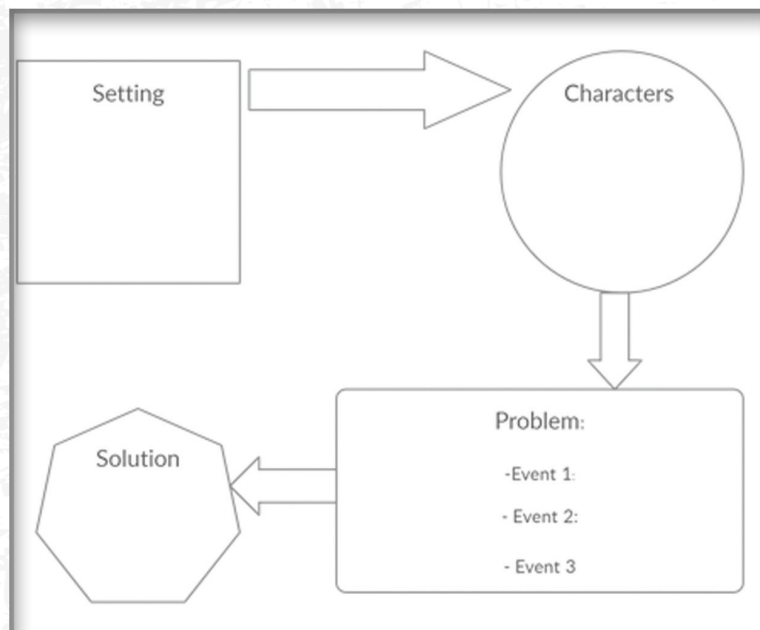 Setting
Characters
Problem:
-Event 1:
- Event 2:
- Event 3
Solution